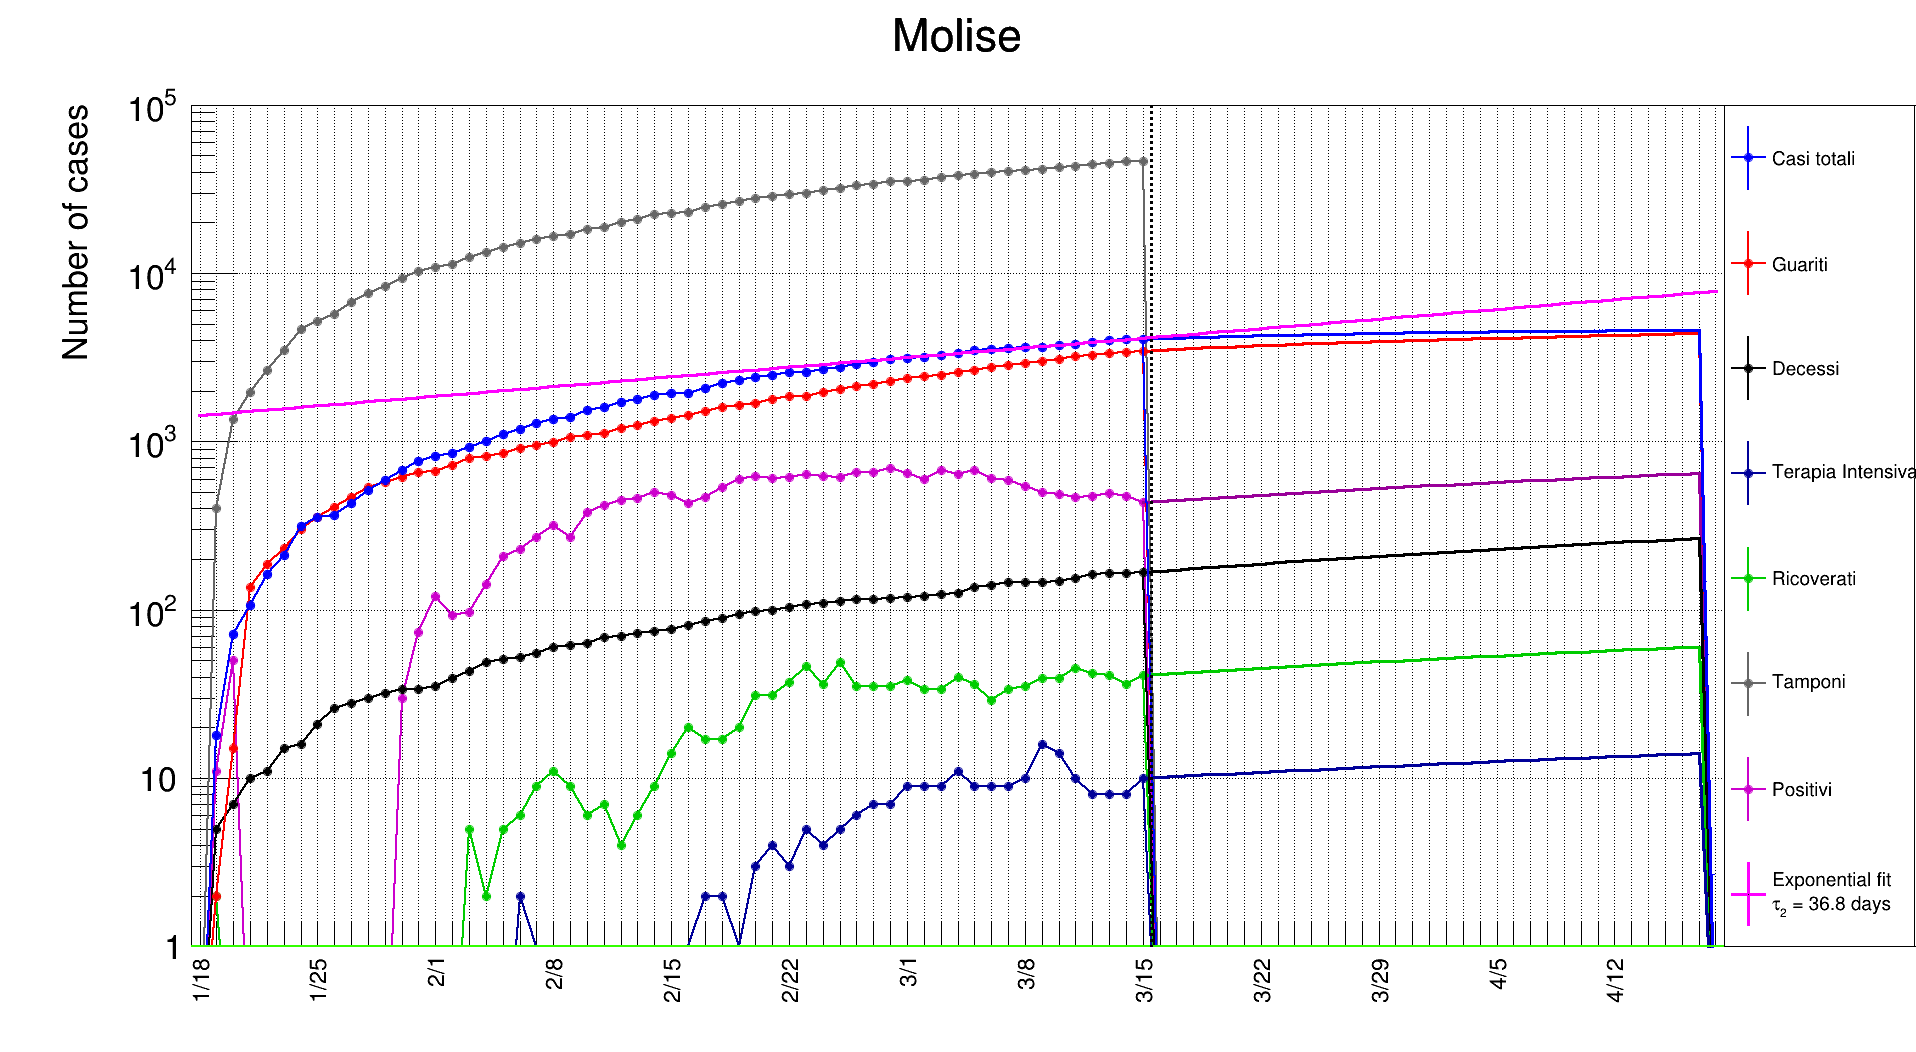 Molise
Number of cases
10^5
10^4
10^3
10^2
10
1
1/18
1/25
2/1
2/8
2/15
2/22
3/1
3/8
3/15
3/22
3/29
4/5
4/12
Casi totali
Guariti
Decessi
Terapia Intensiva
Ricoverati
Tamponi
Positivi
Exponential fit
τ₂ = 36.8 days